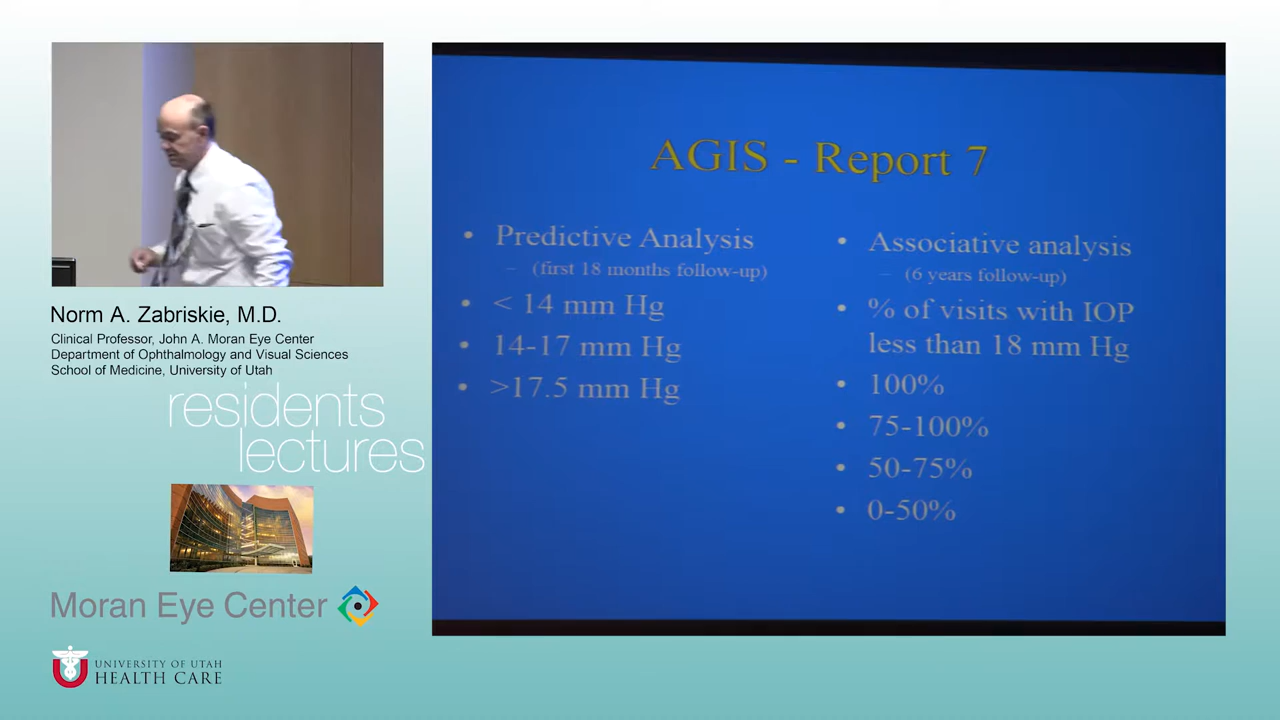 Norm A. Zabriskie, M.D.
Clinical Professor, John A. Moran Eye Center
Department of Ophthalmology and Visual Sciences
School of Medicine, University of Utah
residents
lectures
Moran Eye Center
UNIVERSITY OF UTAH
HEALTH CARE
AGIS - Report 7
• Predictive Analysis
– (first 18 months follow-up)
• < 14 mm Hg
• 14-17 mm Hg
• >17.5 mm Hg
• Associative analysis
– (6 years follow-up)
• % of visits with IOP
less than 18 mm Hg
• 100%
• 75-100%
• 50-75%
• 0-50%